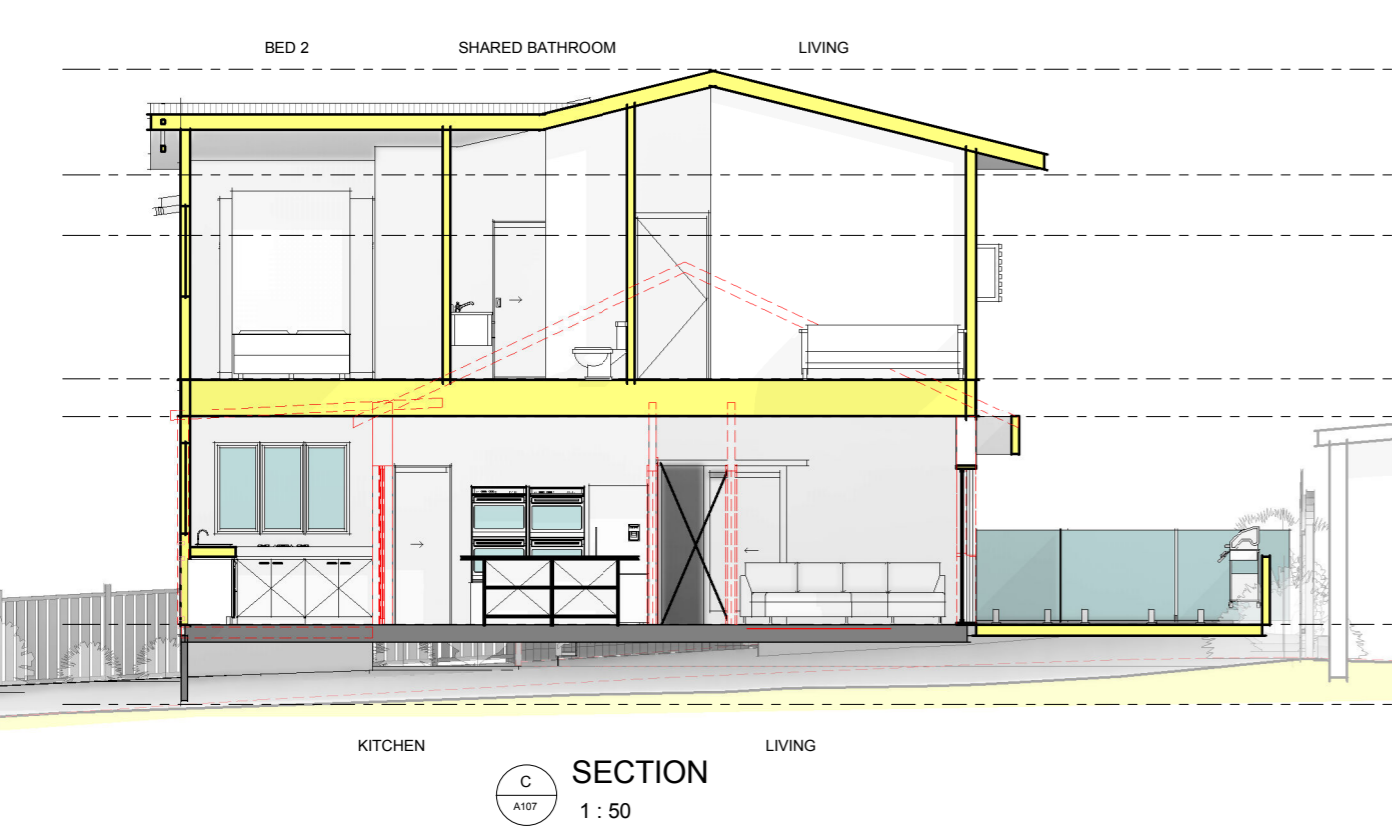 BED 2
SHARED BATHROOM
LIVING
KITCHEN
LIVING
C
A107
SECTION
1 : 50